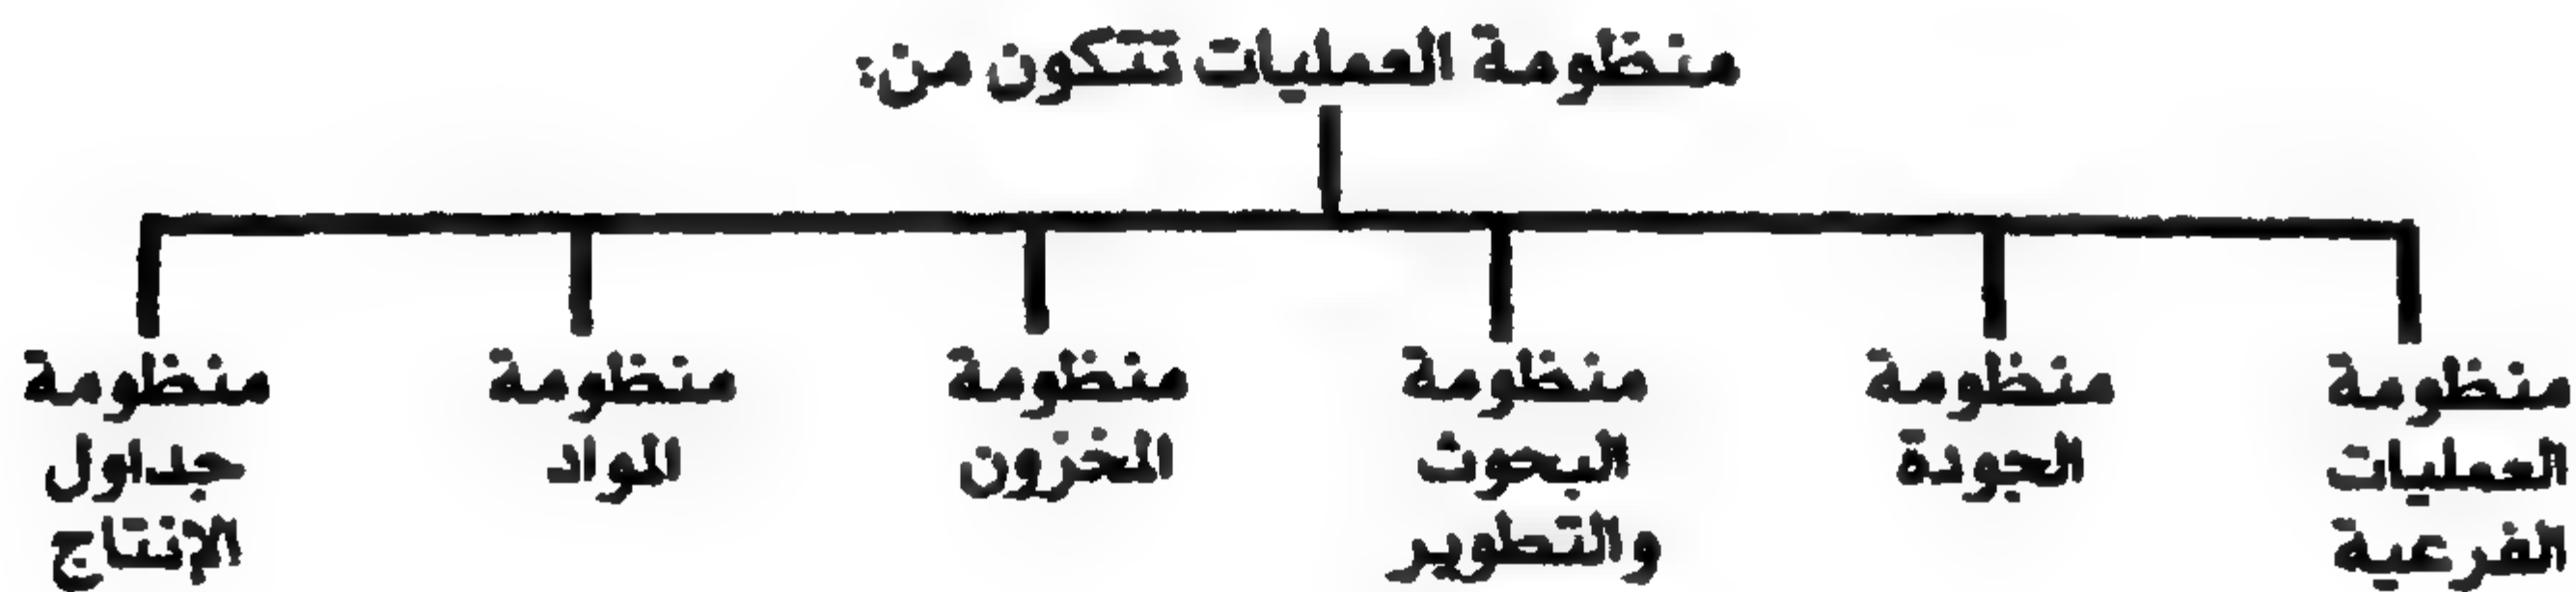 منظومة العمليات تتكون من:
منظومة
العمليات
الفرعية
منظومة
الجودة
منظومة
البحوث
والتطوير
منظومة
المخزون
منظومة
المواد
منظومة
جداول
الإنتاج